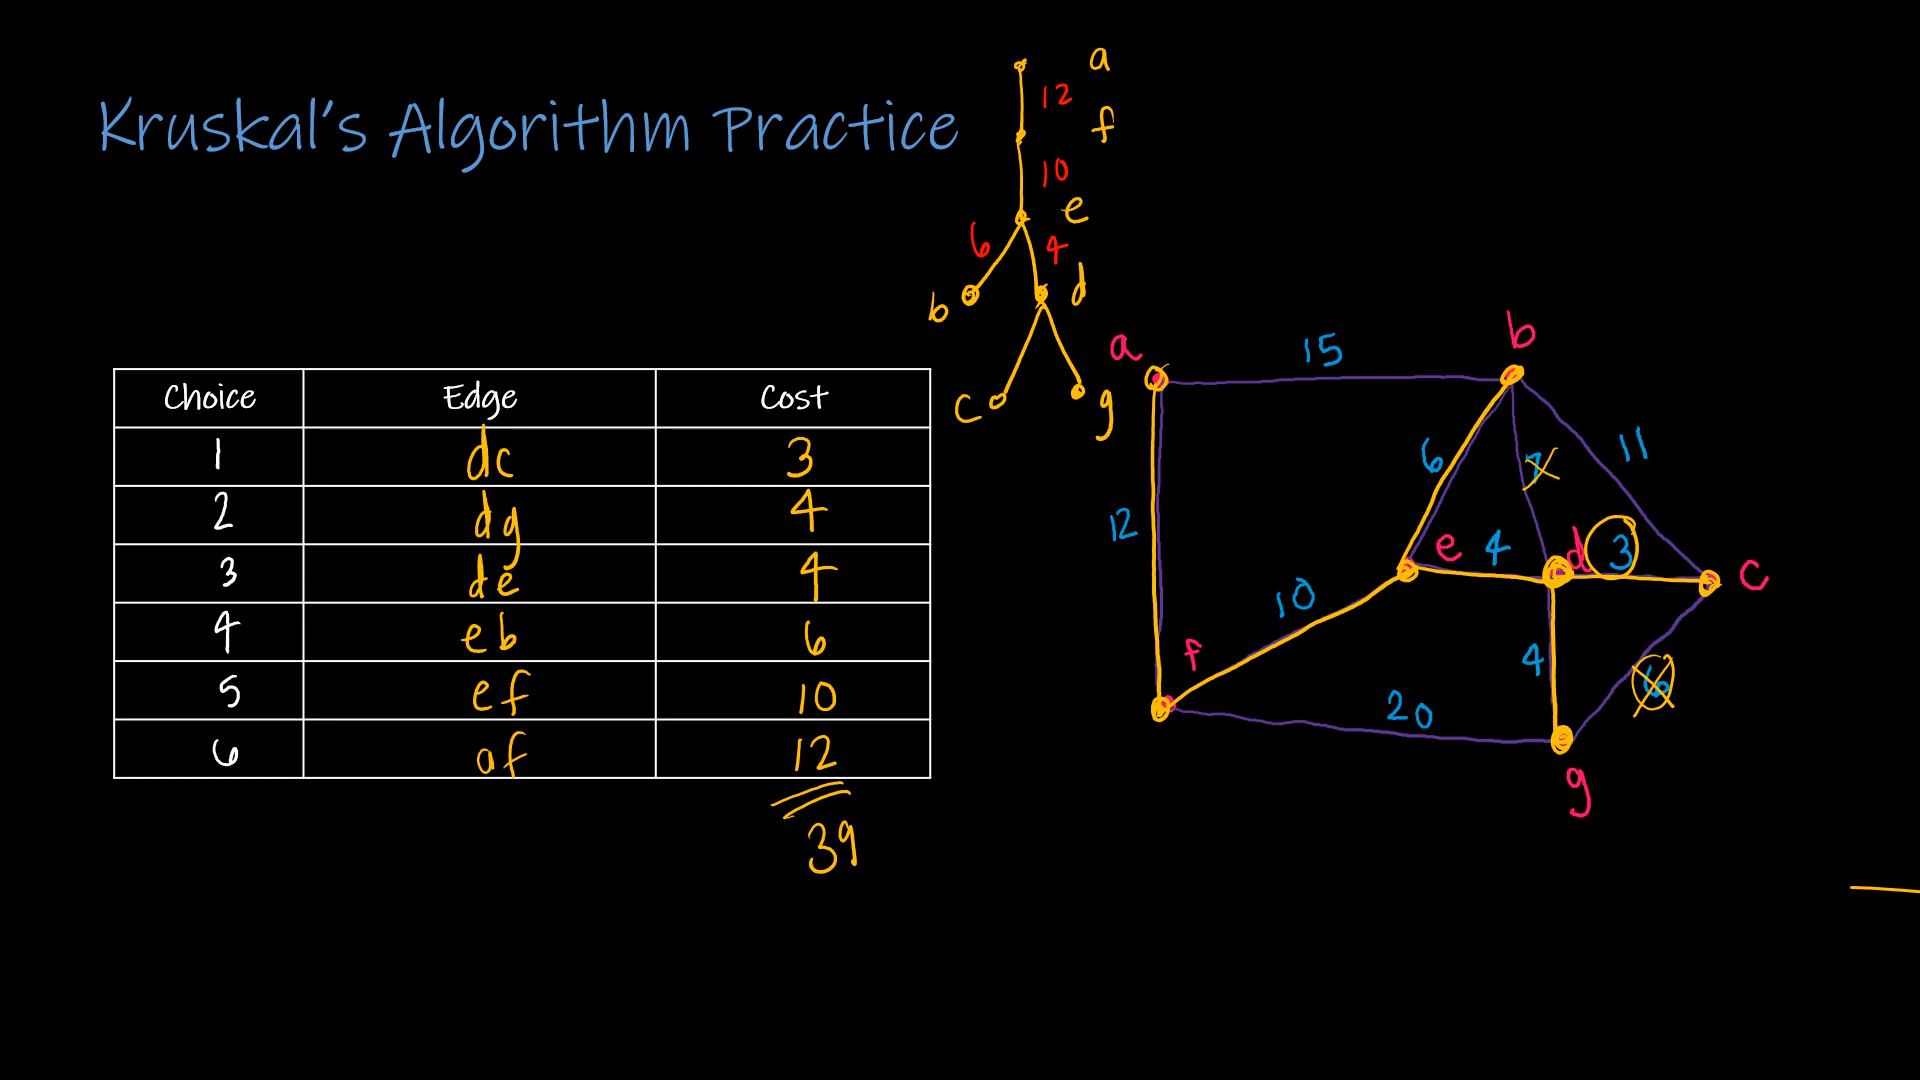 Kruskal's Algorithm Practice
a
12
f
10
e
6 4
b d
c g
Choice Edge Cost
1 dc 3
2 dg 4
3 de 4
4 eb 6
5 ef 10
6 af 12
39
a 15 b
6 7 11
12 e 4 d 3 c
10
f 4 6
20
g